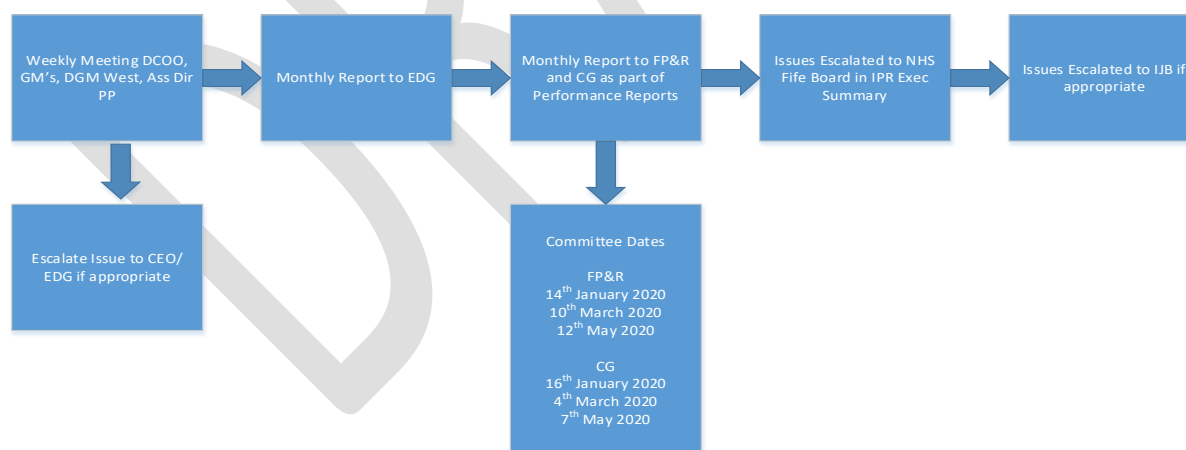 Weekly Meeting DCOO,
GM's, DGM West, Ass Dir
PP
Monthly Report to EDG
Monthly Report to FP&R
and CG as part of
Performance Reports
Issues Escalated to NHS
Fife Board in IPR Exec
Summary
Issues Escalated to IJB if
appropriate
Escalate Issue to CEO/
EDG if appropriate
Committee Dates
FP&R
14th January 2020
10th March 2020
12th May 2020
CG
16th January 2020
4th March 2020
7th May 2020